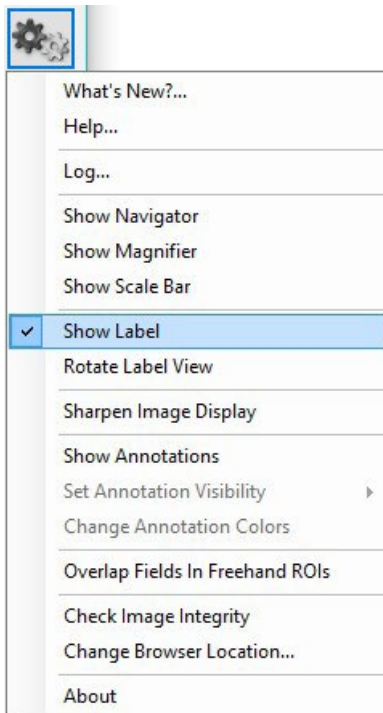 What's New?...
Help...
Log...
Show Navigator
Show Magnifier
Show Scale Bar
Show Label
Rotate Label View
Sharpen Image Display
Show Annotations
Set Annotation Visibility
Change Annotation Colors
Overlap Fields In Freehand ROIs
Check Image Integrity
Change Browser Location...
About